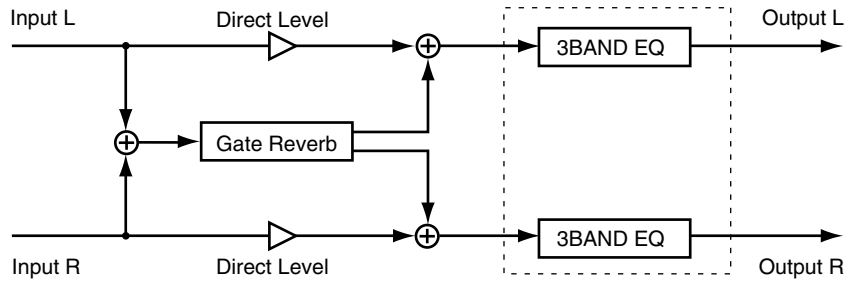 Input L
Direct Level
Output L
3BAND EQ
Gate Reverb
3BAND EQ
Input R
Direct Level
Output R